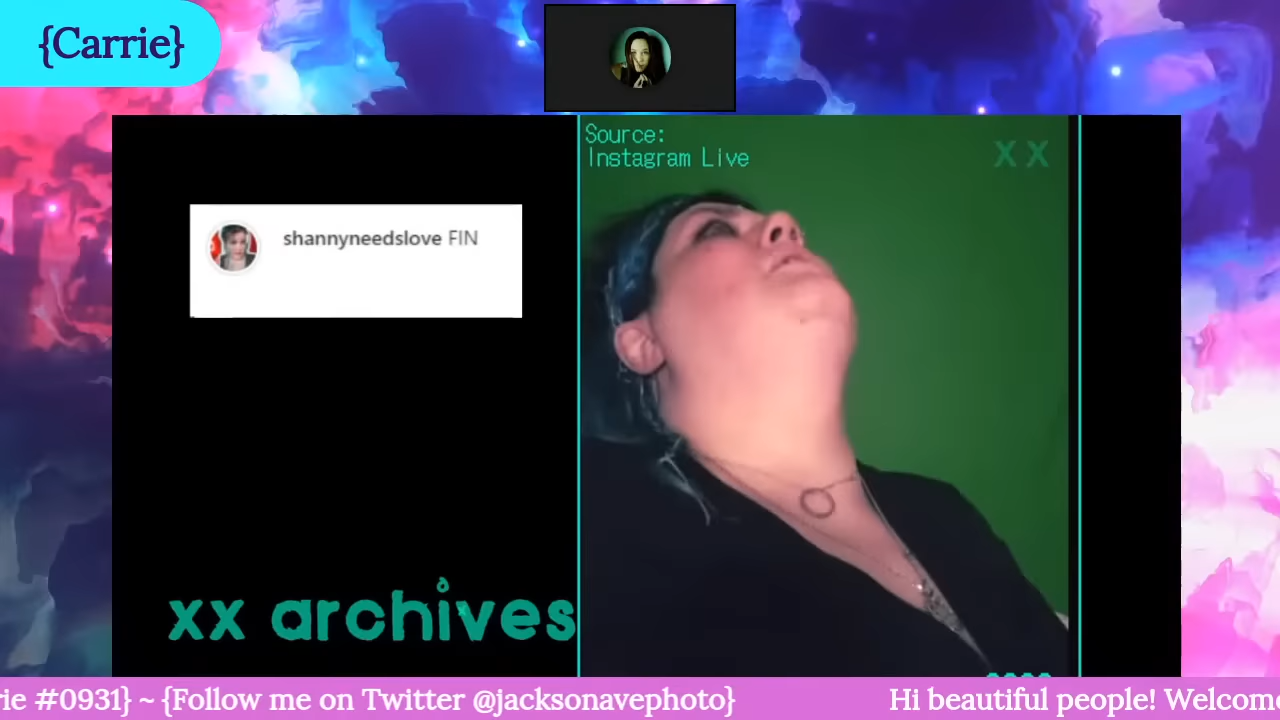 {Carrie}
Source:
Instagram Live
XX
shannyneedslove FIN
xx archives
rie #0931} ~ {Follow me on Twitter @jacksonavephoto}
Hi beautiful people! Welcome